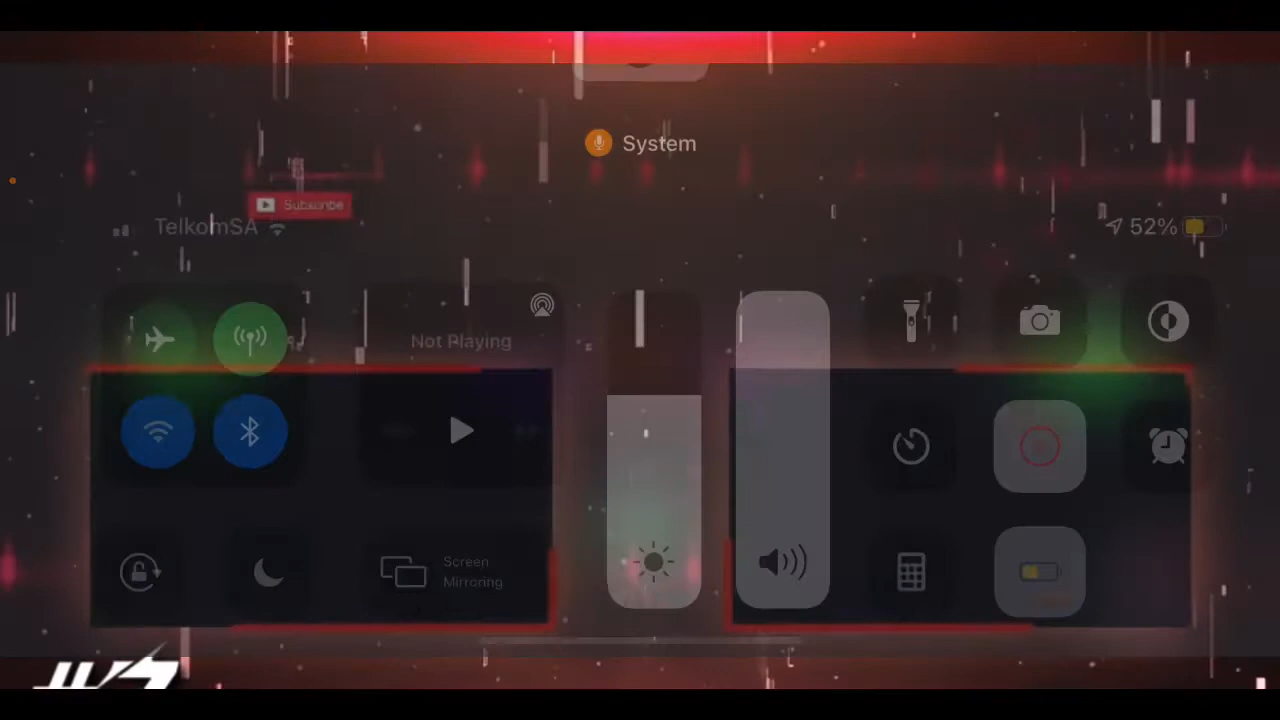 System
Subscribe
TelkomSA
52%
Not Playing
Screen
Mirroring